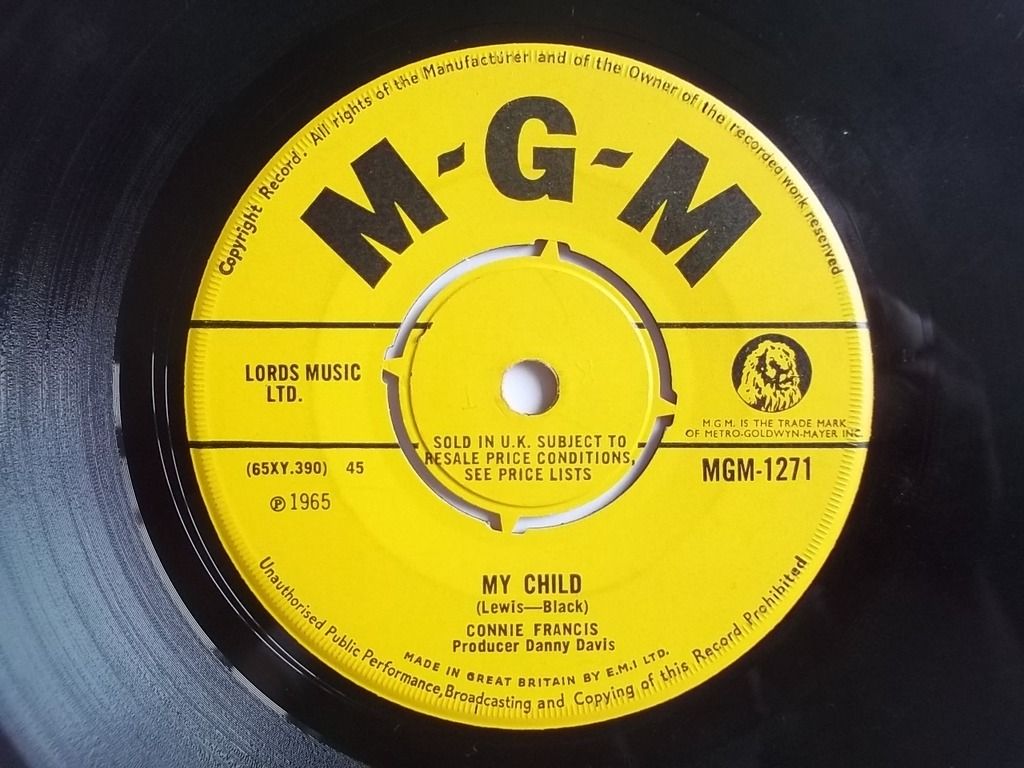 Copyright Record. All rights of the Manufacturer and of the Owner of the recorded work reserved
M-G-M
LORDS MUSIC
LTD.
M.G.M. IS THE TRADE MARK
OF METRO-GOLDWYN-MAYER INC.
SOLD IN U.K. SUBJECT TO
RESALE PRICE CONDITIONS,
SEE PRICE LISTS
(65XY.390) 45
MGM-1271
℗ 1965
MY CHILD
(Lewis—Black)
CONNIE FRANCIS
Producer Danny Davis
MADE IN GREAT BRITAIN BY E.M.I LTD.
Unauthorised Public Performance, Broadcasting and Copying of this Record Prohibited